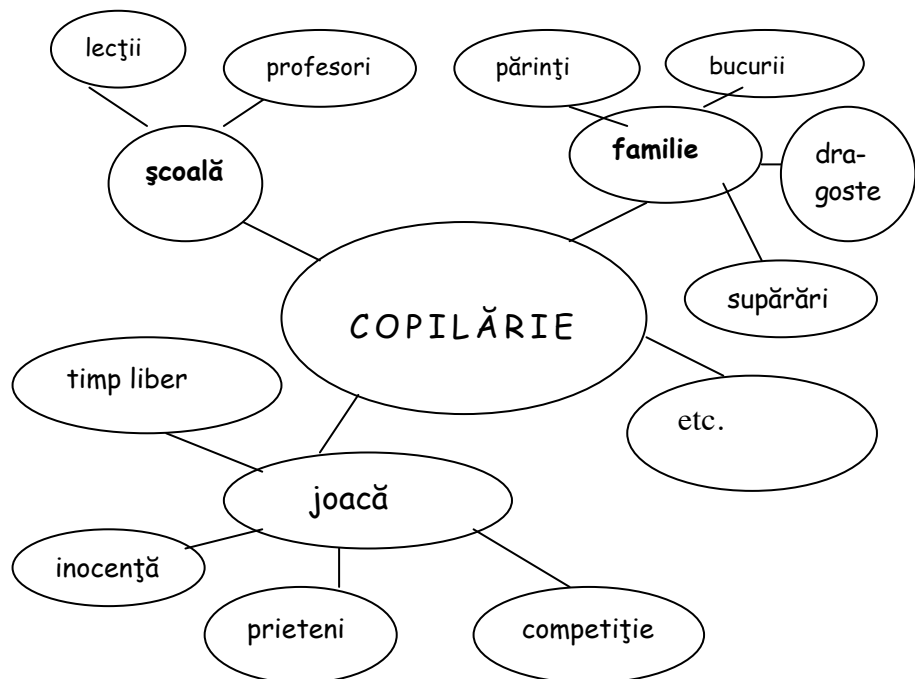 lecţii
profesori
părinţi
bucurii
şcoală
familie
dra-
goste
supărări
COPILĂRIE
timp liber
etc.
joacă
inocenţă
prieteni
competiţie